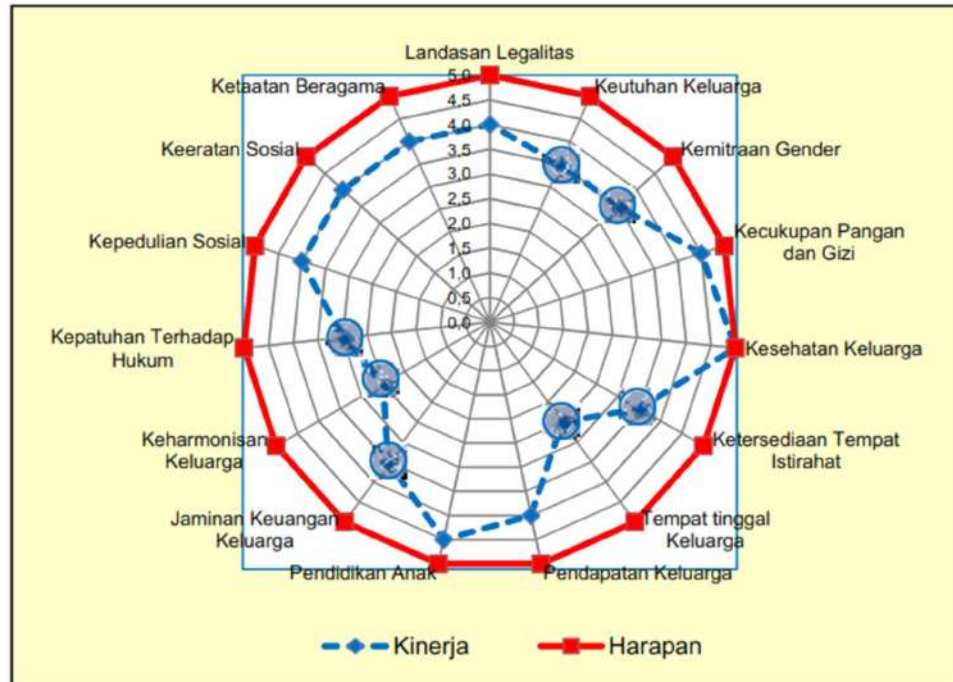 Landasan Legalitas
Ketaatan Beragama
Keutuhan Keluarga
Keeratan Sosial
Kemitraan Gender
Kepedulian Sosial
Kecukupan Pangan
dan Gizi
Kepatuhan Terhadap
Hukum
Kesehatan Keluarga
Keharmonisan
Keluarga
Ketersediaan Tempat
Istirahat
Jaminan Keuangan
Keluarga
Tempat tinggal
Keluarga
Pendidikan Anak
Pendapatan Keluarga
5,0
4,5
4,0
3,5
3,0
2,5
2,0
1,5
1,0
0,5
0,0
Kinerja
Harapan